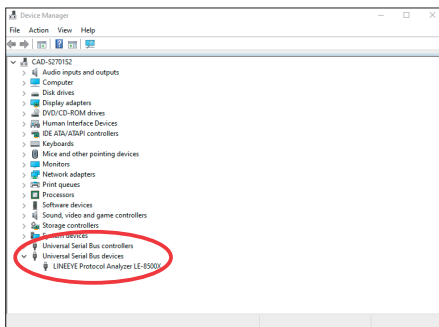 Device Manager
File Action View Help
CAD-S2701S2
Audio inputs and outputs
Computer
Disk drives
Display adapters
DVD/CD-ROM drives
Human Interface Devices
IDE ATA/ATAPI controllers
Keyboards
Mice and other pointing devices
Monitors
Network adapters
Print queues
Processors
Software devices
Sound, video and game controllers
Storage controllers
System devices
Universal Serial Bus controllers
Universal Serial Bus devices
LINEEYE Protocol Analyzer LE-8500X